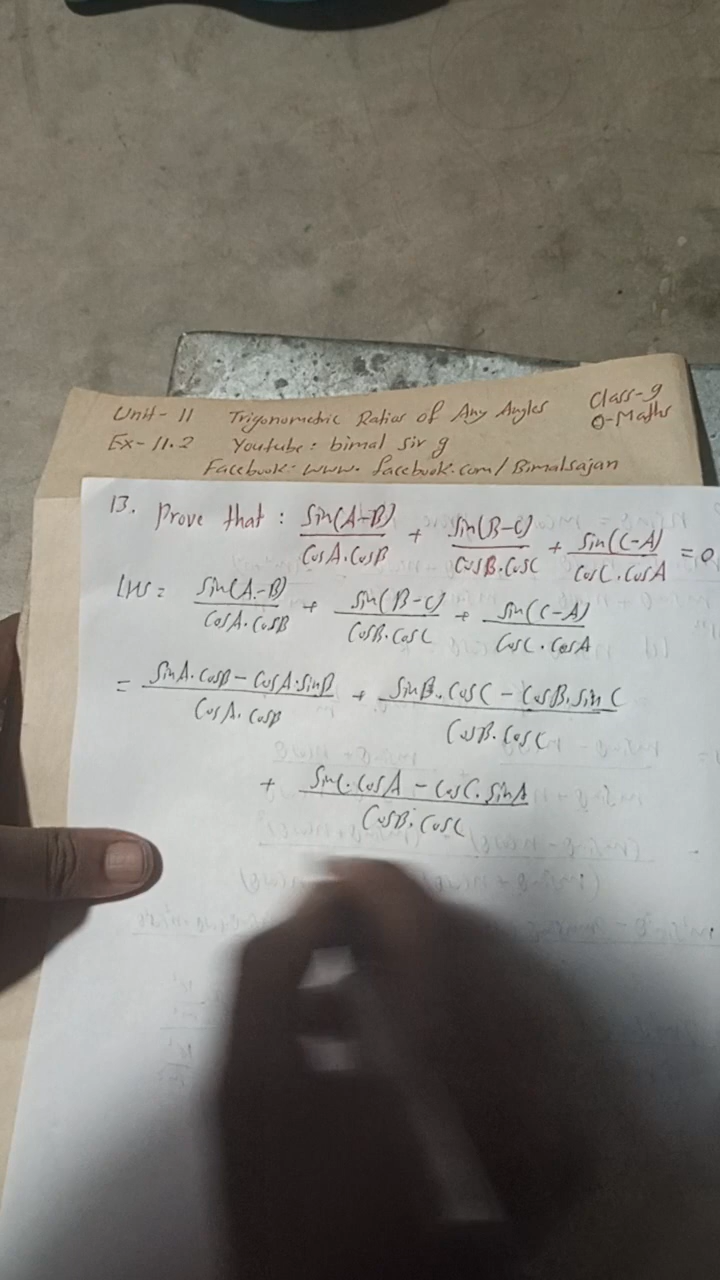 Unit - 11 Trigonometric Ratios of Any Angles Class-9
Ex- 11.2 Youtube: bimal sir g O-Maths
Facebook- www.facebook.com/Bimalsajan
13. Prove that : Sin(A-B)/CosA.CosB + Sin(B-C)/CosB.CosC + Sin(C-A)/CosC.CosA = 0
LHS = Sin(A-B)/CosA.CosB + Sin(B-C)/CosB.CosC + Sin(C-A)/CosC.CosA
= SinA.CosB - CosA.SinB/CosA.CosB + SinB.CosC - CosB.SinC/CosB.CosC
+ SinC.CosA - CosC.SinA/CosB.CosC